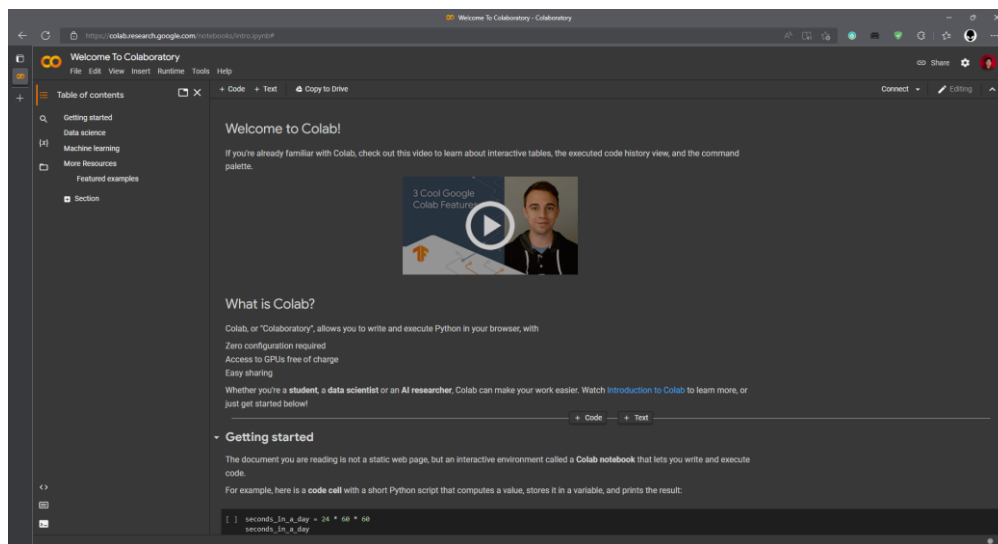 Welcome To Colaboratory - Colaboratory
https://colab.research.google.com/notebooks/intro.ipynb#
Welcome To Colaboratory
File Edit View Insert Runtime Tools Help
Share
Table of contents
+ Code + Text Copy to Drive
Connect
Editing
Getting started
Data science
Machine learning
More Resources
Featured examples
Section
Welcome to Colab!
If you're already familiar with Colab, check out this video to learn about interactive tables, the executed code history view, and the command
palette.
3 Cool Google
Colab Features
What is Colab?
Colab, or "Colaboratory", allows you to write and execute Python in your browser, with
Zero configuration required
Access to GPUs free of charge
Easy sharing
Whether you're a student, a data scientist or an AI researcher, Colab can make your work easier. Watch Introduction to Colab to learn more, or
just get started below!
+ Code + Text
Getting started
The document you are reading is not a static web page, but an interactive environment called a Colab notebook that lets you write and execute
code.
For example, here is a code cell with a short Python script that computes a value, stores it in a variable, and prints the result:
[ ] seconds_in_a_day = 24 * 60 * 60
seconds_in_a_day